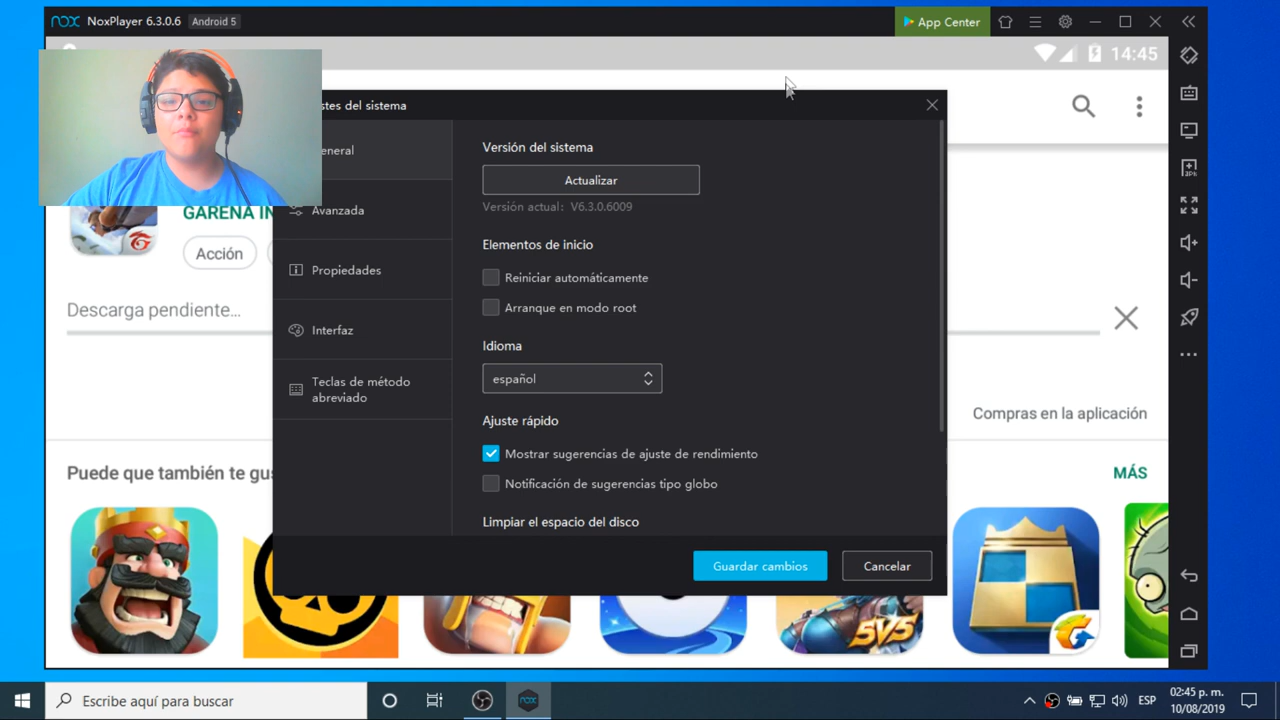 nox NoxPlayer 6.3.0.6 Android 5
App Center
14:45
stes del sistema
eneral
Avanzada
Propiedades
Interfaz
Teclas de método
abreviado
Versión del sistema
Actualizar
Versión actual: V6.3.0.6009
Elementos de inicio
Reiniciar automáticamente
Arranque en modo root
Idioma
español
Ajuste rápido
Mostrar sugerencias de ajuste de rendimiento
Notificación de sugerencias tipo globo
Limpiar el espacio del disco
Guardar cambios
Cancelar
GARENA IN
Acción
Descarga pendiente...
Compras en la aplicación
Puede que también te gus
MÁS
5V5
Escribe aquí para buscar
nox
ESP
02:45 p. m.
10/08/2019